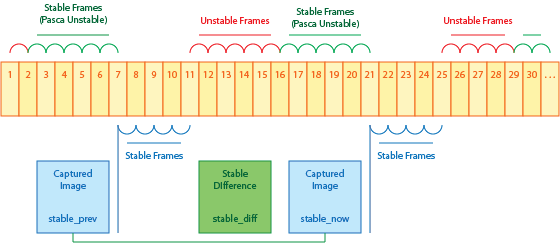 Stable Frames
(Pasca Unstable)
Unstable Frames
Stable Frames
(Pasca Unstable)
Unstable Frames
1 2 3 4 5 6 7 8 9 10 11 12 13 14 15 16 17 18 19 20 21 22 23 24 25 26 27 28 29 30 ...
Stable Frames
Stable Frames
Captured
Image
stable_prev
Stable
DIfference
stable_diff
Captured
Image
stable_now